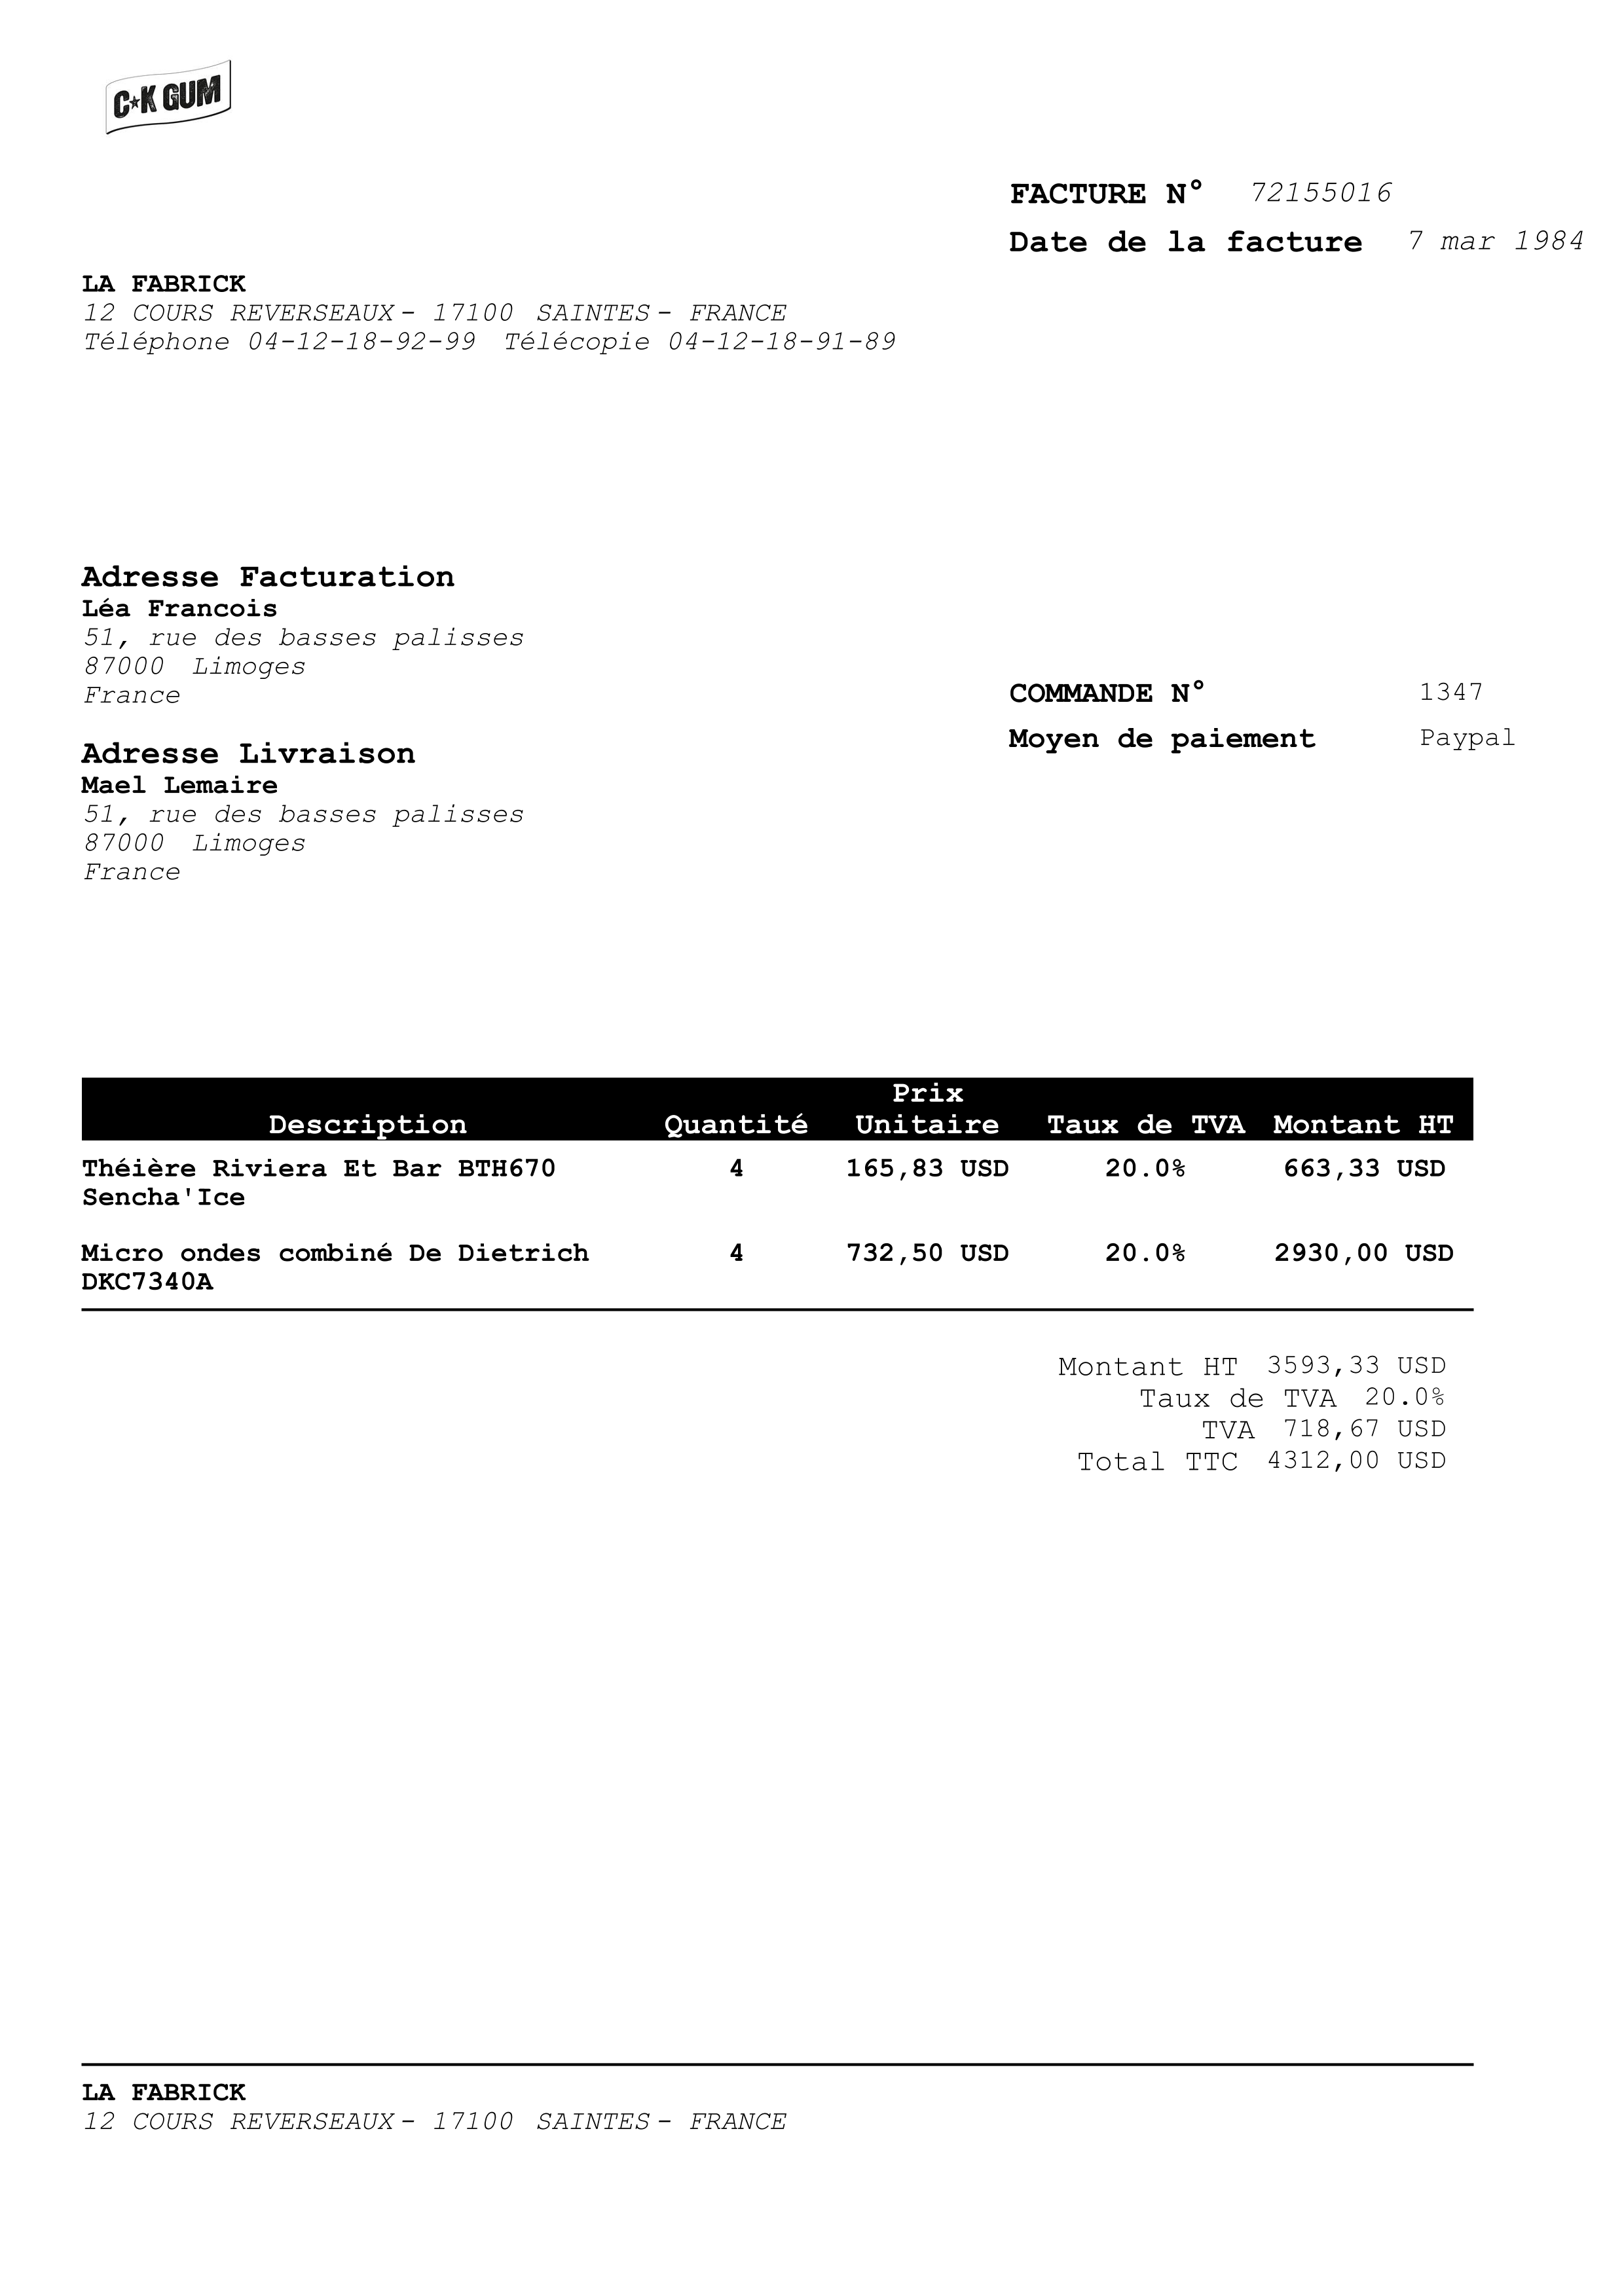 C★K GUM
FACTURE N° 72155016
Date de la facture 7 mar 1984
LA FABRICK
12 COURS REVERSEAUX - 17100 SAINTES - FRANCE
Téléphone 04-12-18-92-99 Télécopie 04-12-18-91-89
Adresse Facturation
Léa Francois
51, rue des basses palisses
87000 Limoges
France
COMMANDE N° 1347
Moyen de paiement Paypal
Adresse Livraison
Mael Lemaire
51, rue des basses palisses
87000 Limoges
France
Prix
Description Quantité Unitaire Taux de TVA Montant HT
Théière Riviera Et Bar BTH670 4 165,83 USD 20.0% 663,33 USD
Sencha'Ice
Micro ondes combiné De Dietrich 4 732,50 USD 20.0% 2930,00 USD
DKC7340A
Montant HT 3593,33 USD
Taux de TVA 20.0%
TVA 718,67 USD
Total TTC 4312,00 USD
LA FABRICK
12 COURS REVERSEAUX - 17100 SAINTES - FRANCE